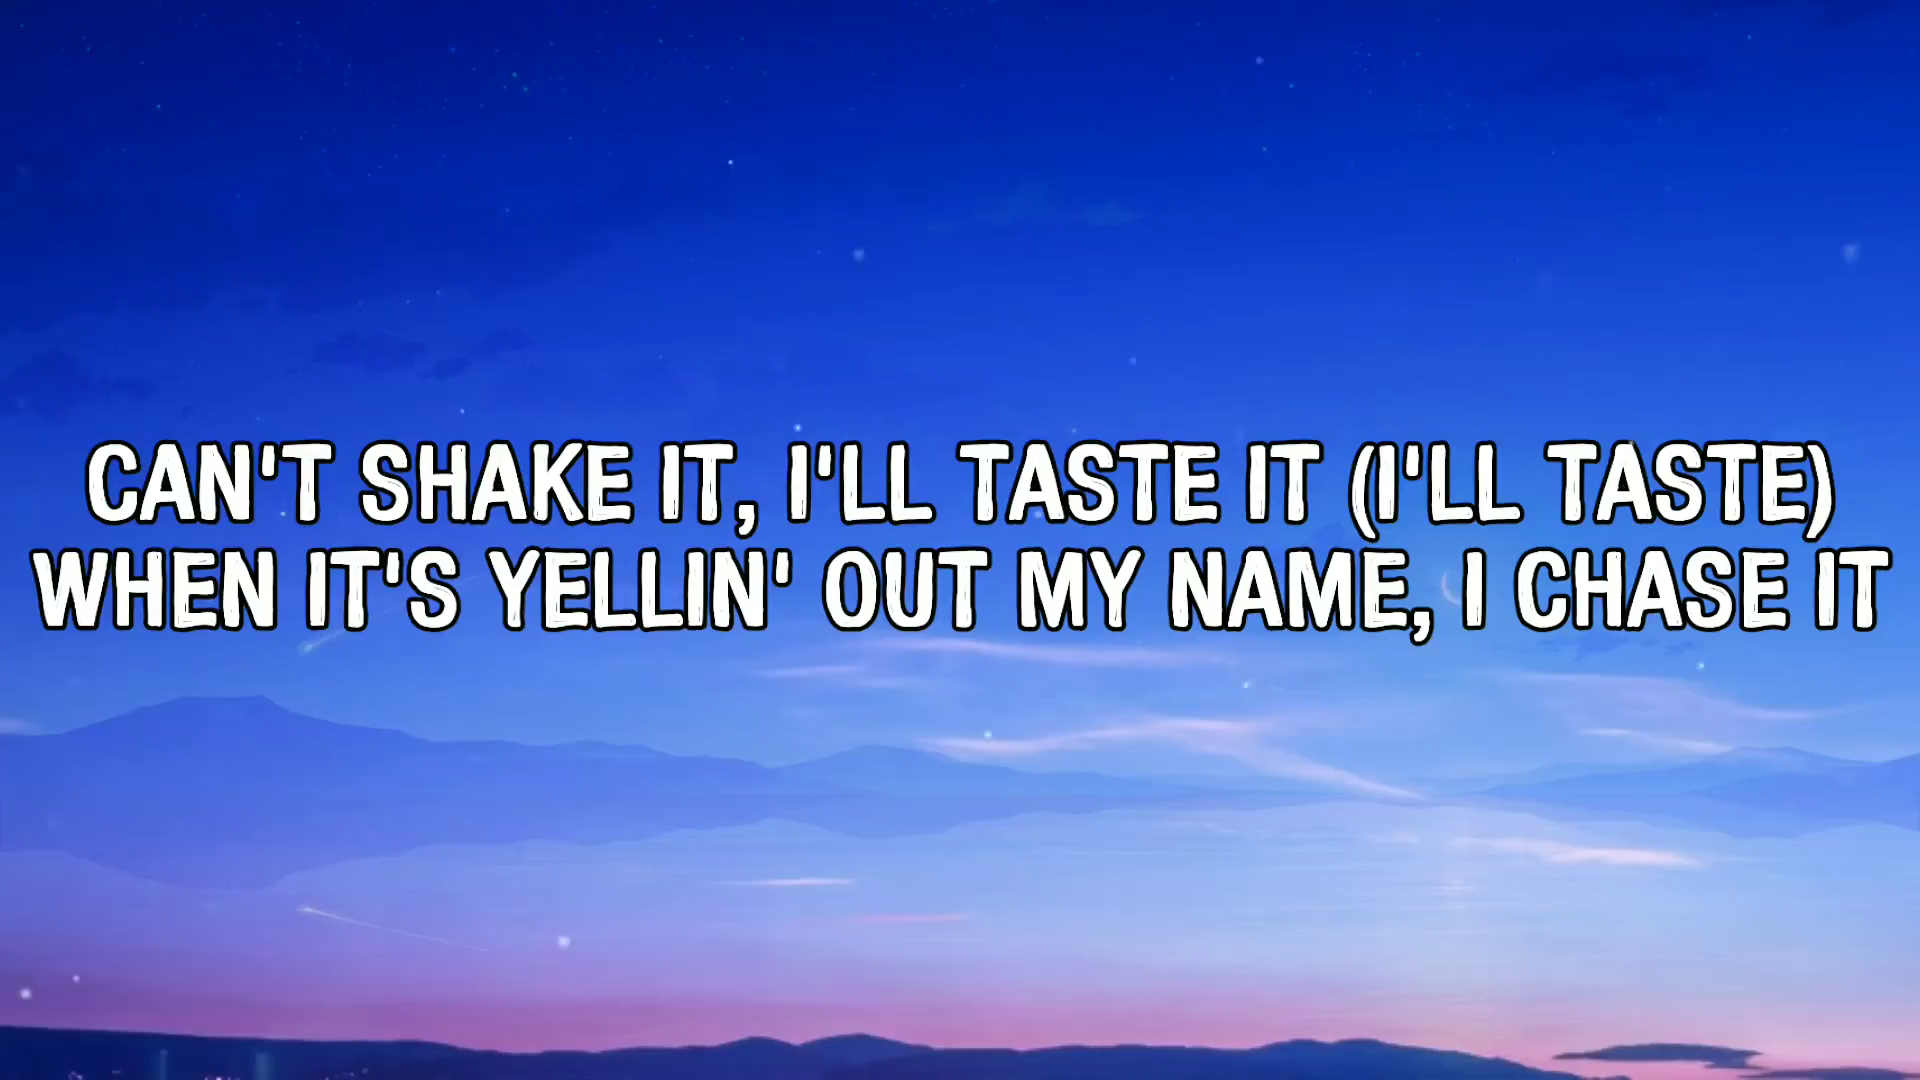 CAN'T SHAKE IT, I'LL TASTE IT (I'LL TASTE)
WHEN IT'S YELLIN' OUT MY NAME, I CHASE IT